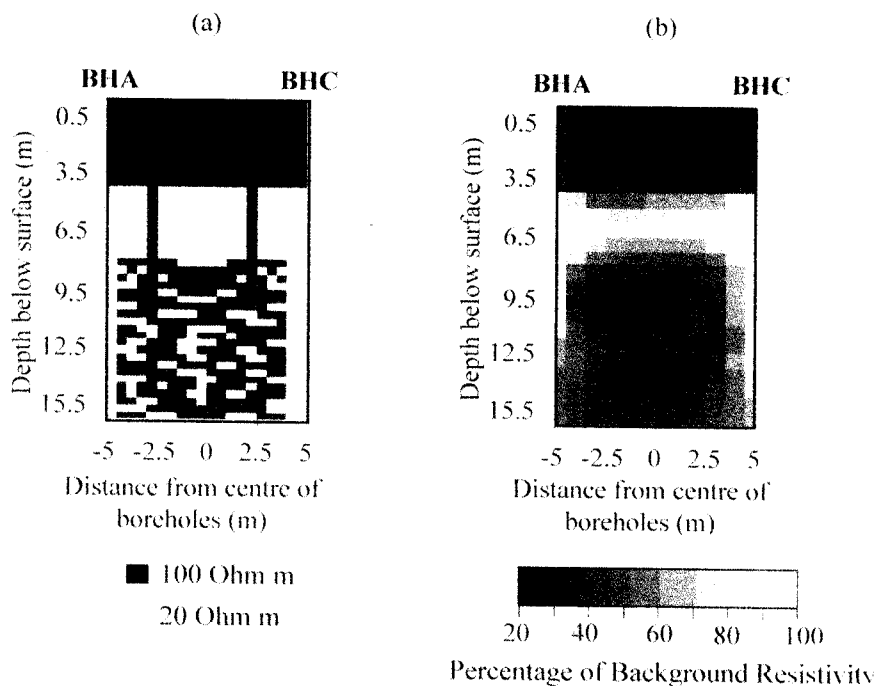 (a)
(b)
BHA BHC
BHA BHC
Depth below surface (m)
0.5
3.5
6.5
9.5
12.5
15.5
-5 -2.5 0 2.5 5
Distance from centre of
boreholes (m)
100 Ohm m
20 Ohm m
Depth below surface (m)
0.5
3.5
6.5
9.5
12.5
15.5
-5 -2.5 0 2.5 5
Distance from centre of
boreholes (m)
20 40 60 80 100
Percentage of Background Resistivity